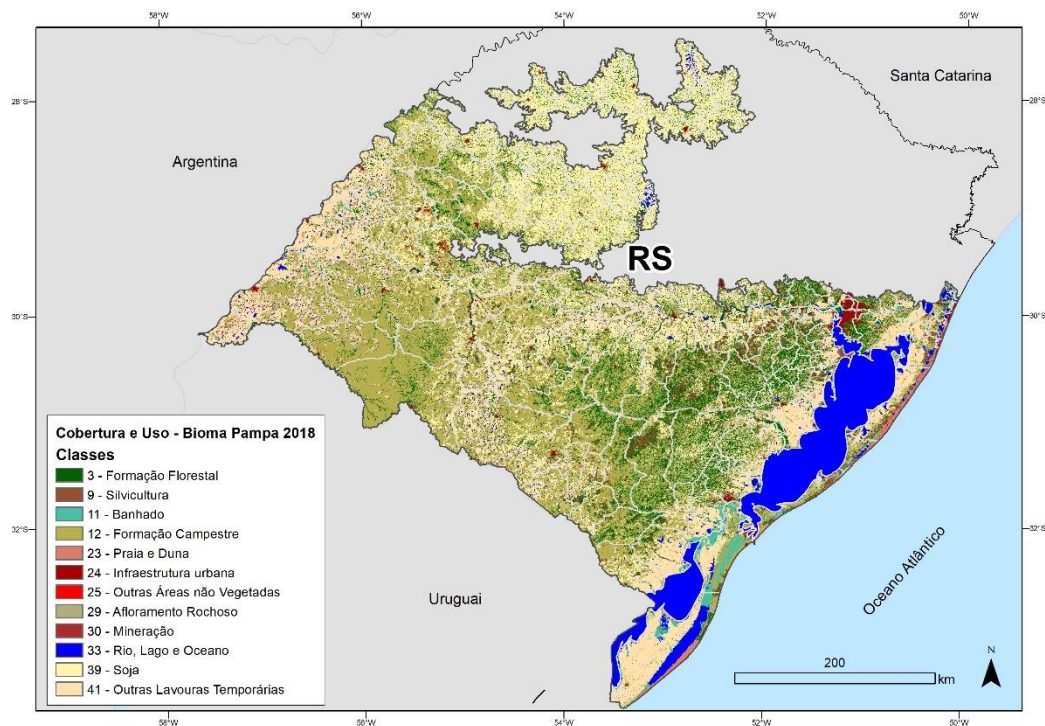 58°W 56°W 54°W 52°W 50°W
Santa Catarina
28°S 28°S
Argentina
RS
30°S 30°S
Cobertura e Uso - Bioma Pampa 2018
Classes
3 - Formação Florestal
9 - Silvicultura
11 - Banhado
12 - Formação Campestre
23 - Praia e Duna
24 - Infraestrutura urbana
25 - Outras Áreas não Vegetadas
29 - Afloramento Rochoso
30 - Mineração
33 - Rio, Lago e Oceano
39 - Soja
41 - Outras Lavouras Temporárias
32°S 32°S
Uruguai
Oceano Atlântico
N
200
km
58°W 56°W 54°W 52°W 50°W